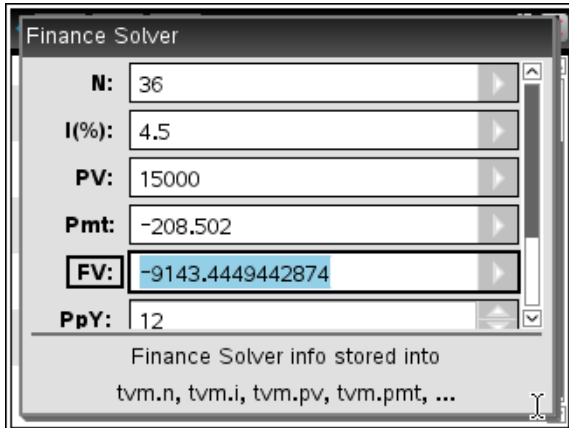 Finance Solver
N: 36
I(%): 4.5
PV: 15000
Pmt: -208.502
FV: -9143.4449442874
PpY: 12
Finance Solver info stored into
tvm.n, tvm.i, tvm.pv, tvm.pmt, ...